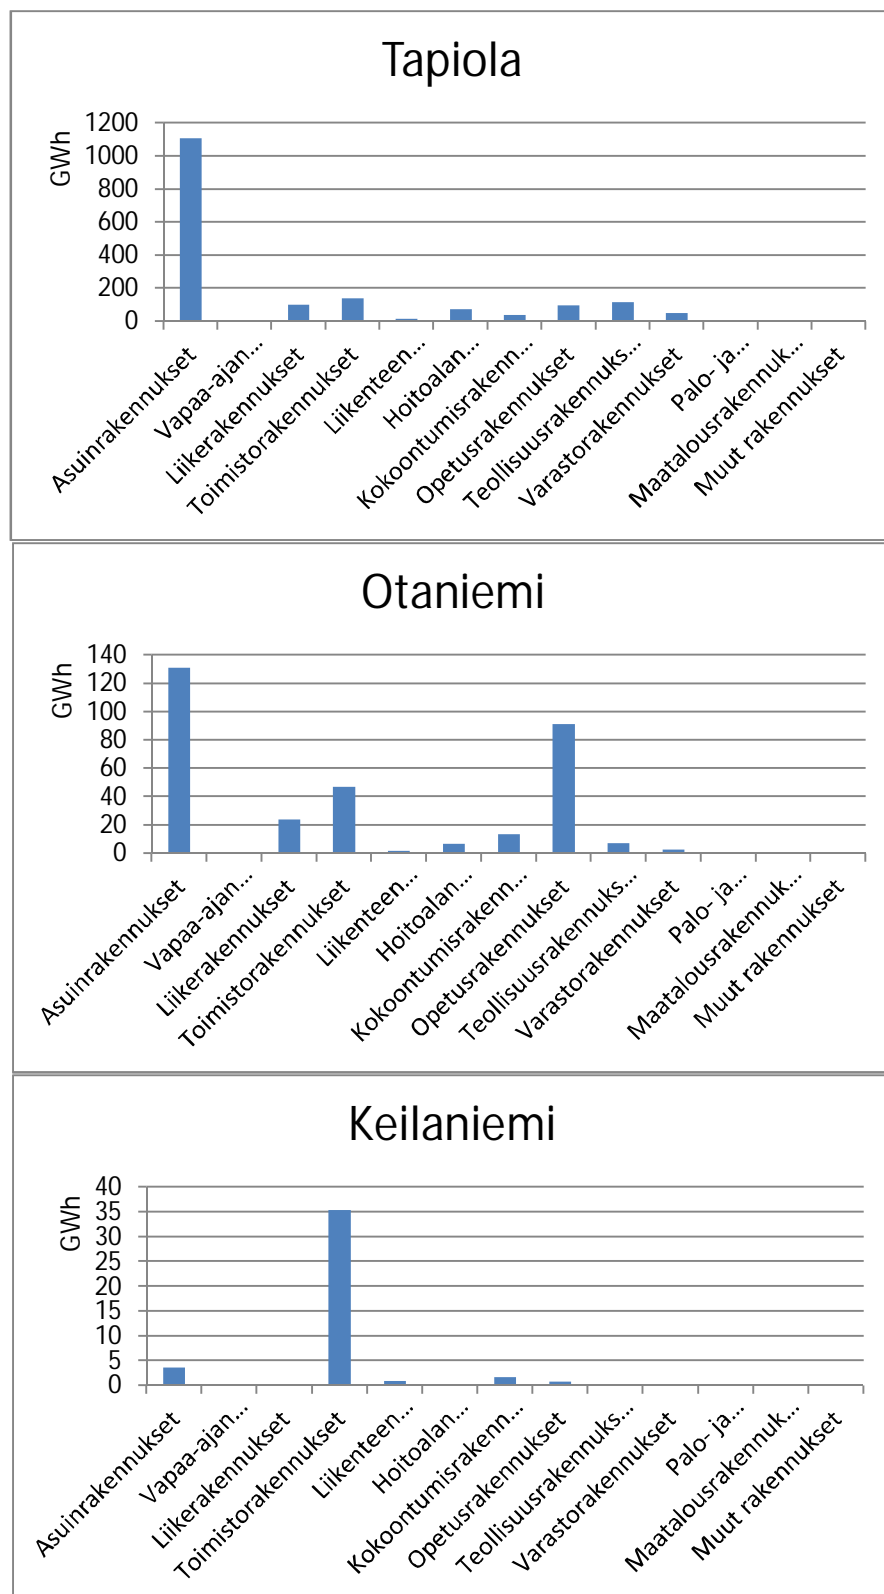 Tapiola
GWh
1200
1000
800
600
400
200
0
Asuinrakennukset
Vapaa-ajan...
Liikerakennukset
Toimistorakennukset
Liikenteen...
Hoitoalan...
Kokoontumisrakenn...
Opetusrakennukset
Teollisuusrakennuks...
Varastorakennukset
Palo- ja...
Maatalousrakennuk...
Muut rakennukset
Otaniemi
GWh
140
120
100
80
60
40
20
0
Asuinrakennukset
Vapaa-ajan...
Liikerakennukset
Toimistorakennukset
Liikenteen...
Hoitoalan...
Kokoontumisrakenn...
Opetusrakennukset
Teollisuusrakennuks...
Varastorakennukset
Palo- ja...
Maatalousrakennuk...
Muut rakennukset
Keilaniemi
GWh
40
35
30
25
20
15
10
5
0
Asuinrakennukset
Vapaa-ajan...
Liikerakennukset
Toimistorakennukset
Liikenteen...
Hoitoalan...
Kokoontumisrakenn...
Opetusrakennukset
Teollisuusrakennuks...
Varastorakennukset
Palo- ja...
Maatalousrakennuk...
Muut rakennukset